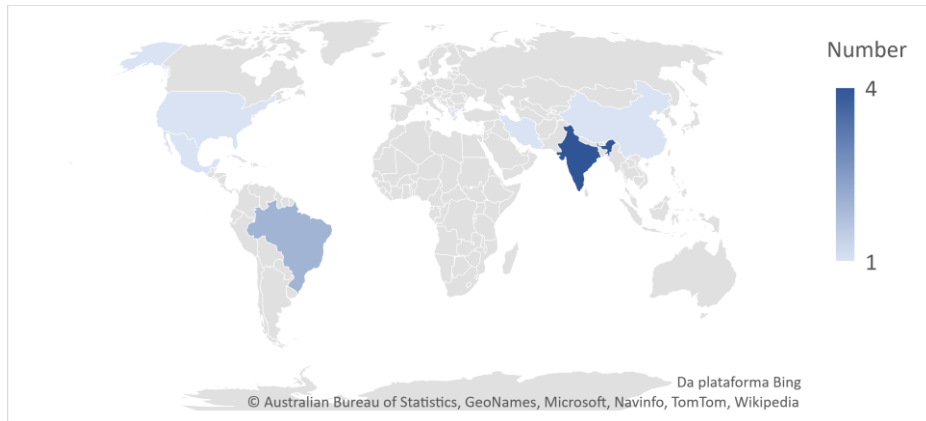 Number
4
1
Da plataforma Bing
© Australian Bureau of Statistics, GeoNames, Microsoft, Navinfo, TomTom, Wikipedia